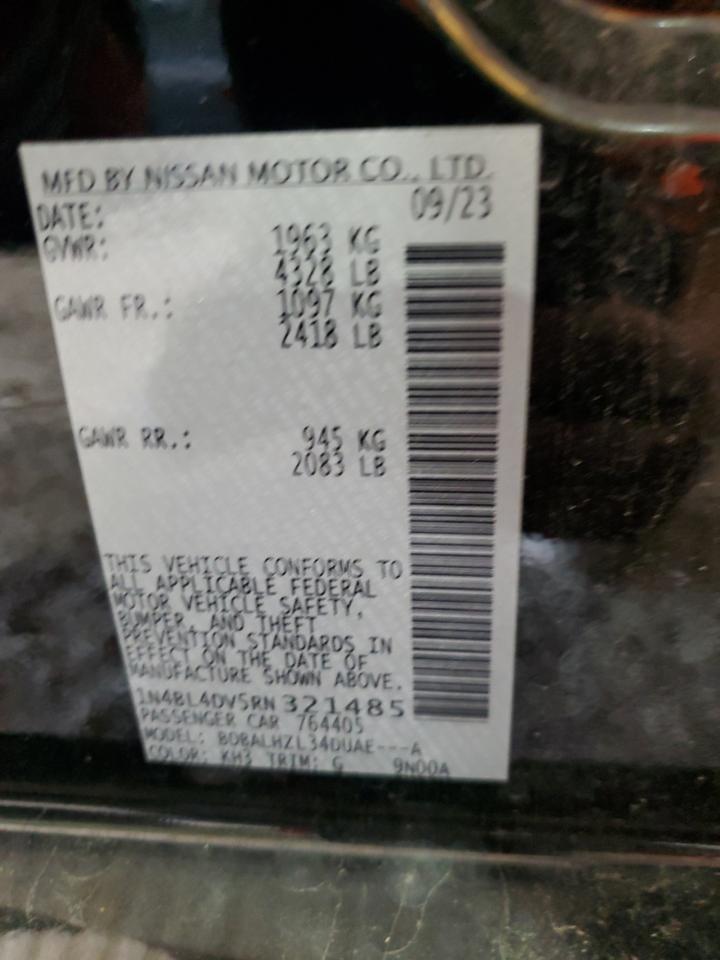 MFD BY NISSAN MOTOR CO., LTD.
DATE: 09/23
GVWR: 1963 KG
4328 LB
GAWR FR.: 1097 KG
2418 LB
GAWR RR.: 945 KG
2083 LB
THIS VEHICLE CONFORMS TO
ALL APPLICABLE FEDERAL
MOTOR VEHICLE SAFETY,
BUMPER, AND THEFT
PREVENTION STANDARDS IN
EFFECT ON THE DATE OF
MANUFACTURE SHOWN ABOVE.
1N4BL4DV5RN321485
PASSENGER CAR 764405
MODEL: BDBALHZL34DUAE---A
COLOR: KH3 TRIM: G 9N00A